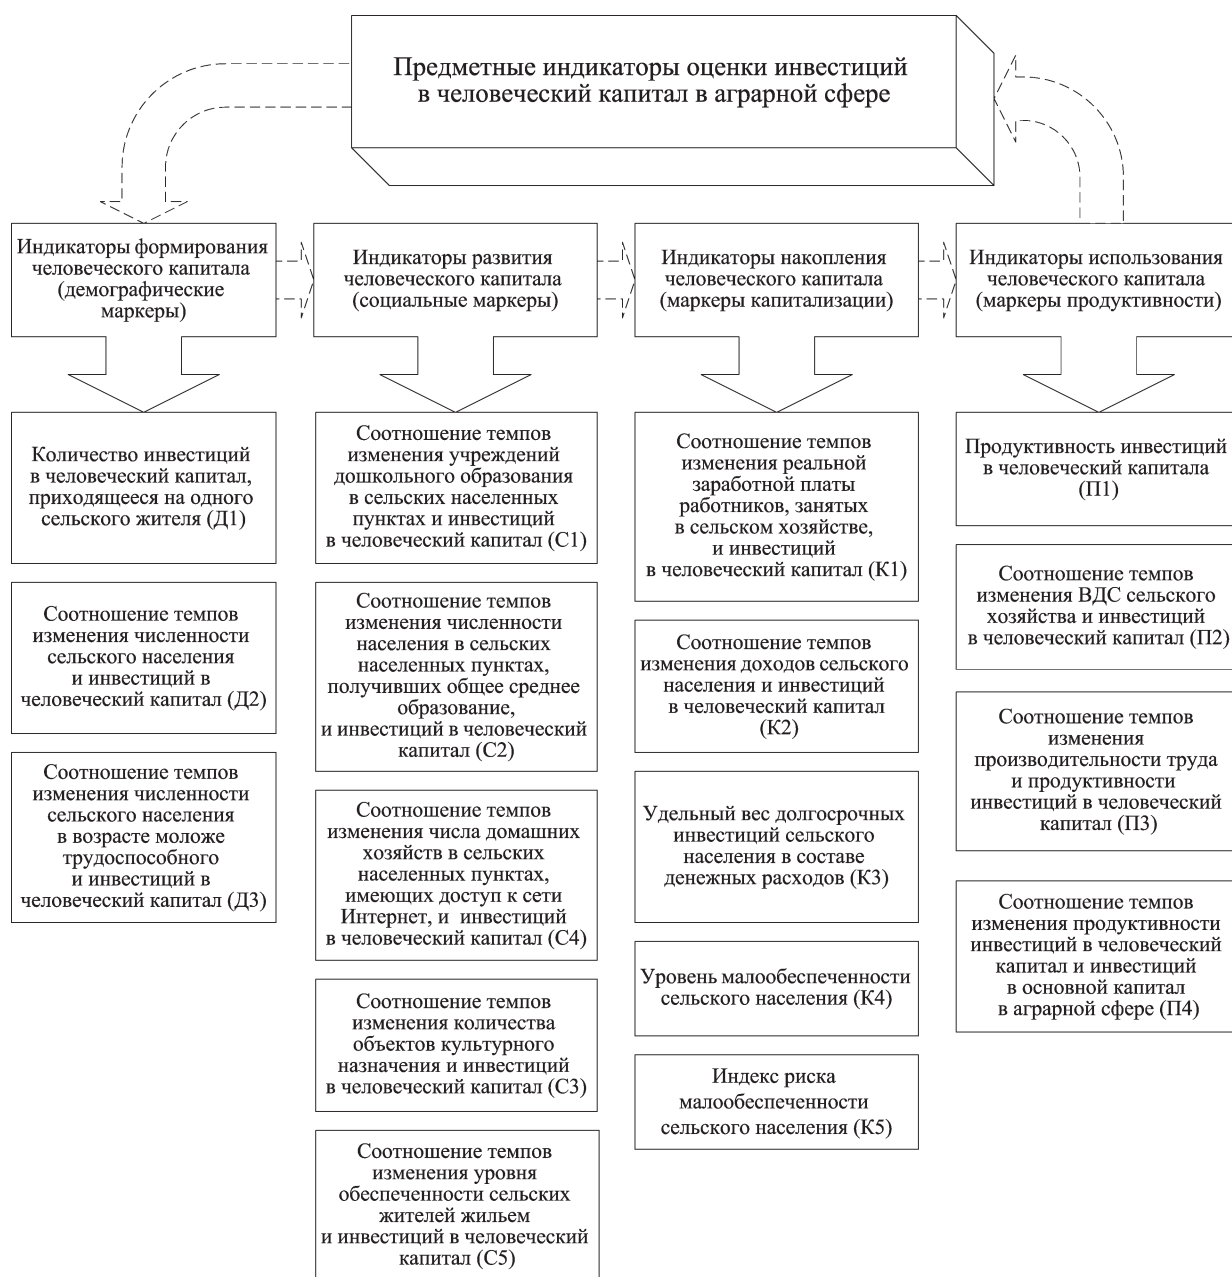 Предметные индикаторы оценки инвестиций
в человеческий капитал в аграрной сфере
Индикаторы формирования
человеческого капитала
(демографические
маркеры)
Индикаторы развития
человеческого капитала
(социальные маркеры)
Индикаторы накопления
человеческого капитала
(маркеры капитализации)
Индикаторы использования
человеческого капитала
(маркеры продуктивности)
Количество инвестиций
в человеческий капитал,
приходящееся на одного
сельского жителя (Д1)
Соотношение темпов
изменения численности
сельского населения
и инвестиций в
человеческий капитал (Д2)
Соотношение темпов
изменения численности
сельского населения
в возрасте моложе
трудоспособного
и инвестиций в
человеческий капитал (Д3)
Соотношение темпов
изменения учреждений
дошкольного образования
в сельских населенных
пунктах и инвестиций
в человеческий капитал (С1)
Соотношение темпов
изменения численности
населения в сельских
населенных пунктах,
получивших общее среднее
образование,
и инвестиций в человеческий
капитал (С2)
Соотношение темпов
изменения числа домашних
хозяйств в сельских
населенных пунктах,
имеющих доступ к сети
Интернет, и инвестиций
в человеческий капитал (С4)
Соотношение темпов
изменения количества
объектов культурного
назначения и инвестиций
в человеческий капитал (С3)
Соотношение темпов
изменения уровня
обеспеченности сельских
жителей жильем
и инвестиций в человеческий
капитал (С5)
Соотношение темпов
изменения реальной
заработной платы
работников, занятых
в сельском хозяйстве,
и инвестиций
в человеческий капитал (К1)
Соотношение темпов
изменения доходов сельского
населения и инвестиций
в человеческий капитал
(К2)
Удельный вес долгосрочных
инвестиций сельского
населения в составе
денежных расходов (К3)
Уровень малообеспеченности
сельского населения (К4)
Индекс риска
малообеспеченности
сельского населения (К5)
Продуктивность инвестиций
в человеческий капитала
(П1)
Соотношение темпов
изменения ВДС сельского
хозяйства и инвестиций
в человеческий капитал (П2)
Соотношение темпов
изменения
производительности труда
и продуктивности
инвестиций в человеческий
капитал (П3)
Соотношение темпов
изменения продуктивности
инвестиций в человеческий
капитал и инвестиций
в основной капитал
в аграрной сфере (П4)